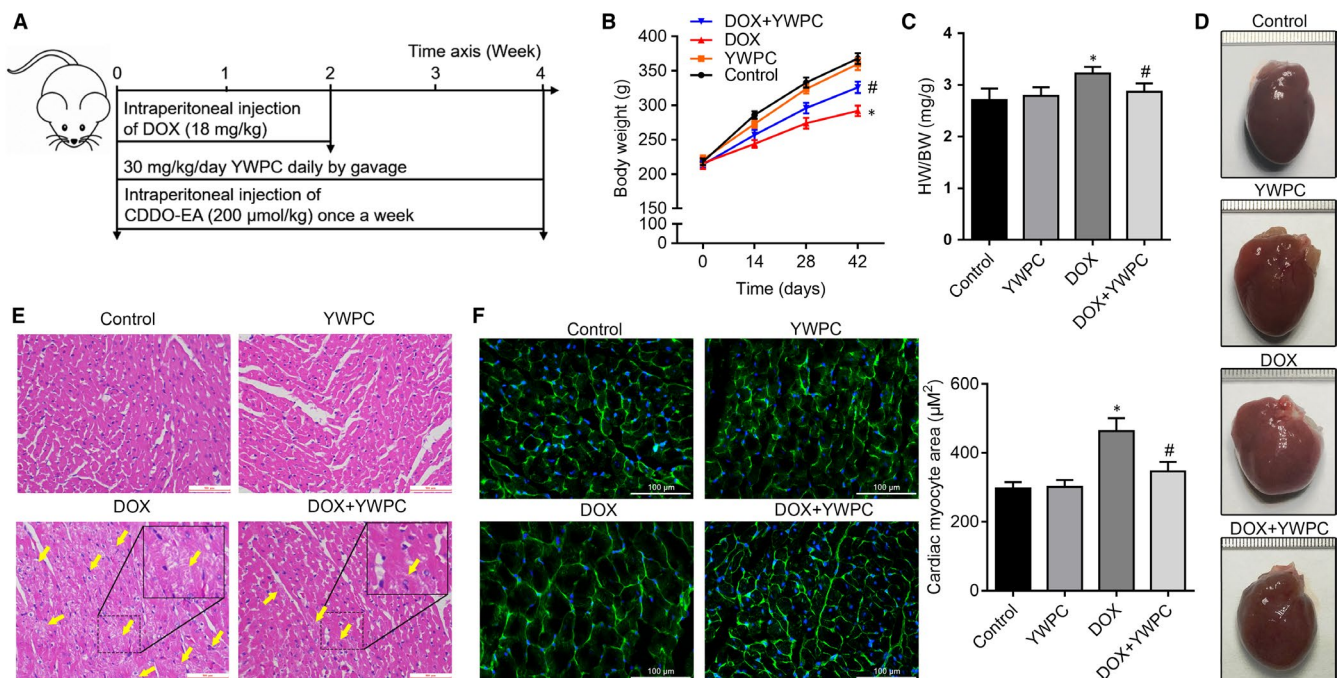 A
Time axis (Week)
0 1 2 3 4
Intraperitoneal injection
of DOX (18 mg/kg)
30 mg/kg/day YWPC daily by gavage
Intraperitoneal injection of
CDDO-EA (200 μmol/kg) once a week
B
DOX+YWPC
DOX
YWPC
Control
Body weight (g)
400
350
300
250
200
100
0
#
*
0 14 28 42
Time (days)
C
HW/BW (mg/g)
4
3
2
1
0
* #
Control YWPC DOX DOX+YWPC
D
Control
YWPC
DOX
DOX+YWPC
E
Control YWPC
DOX DOX+YWPC
F
Control YWPC
100 μm 100 μm
DOX DOX+YWPC
100 μm 100 μm
Cardiac myocyte area (μM²)
600
400
200
0
* #
Control YWPC DOX DOX+YWPC